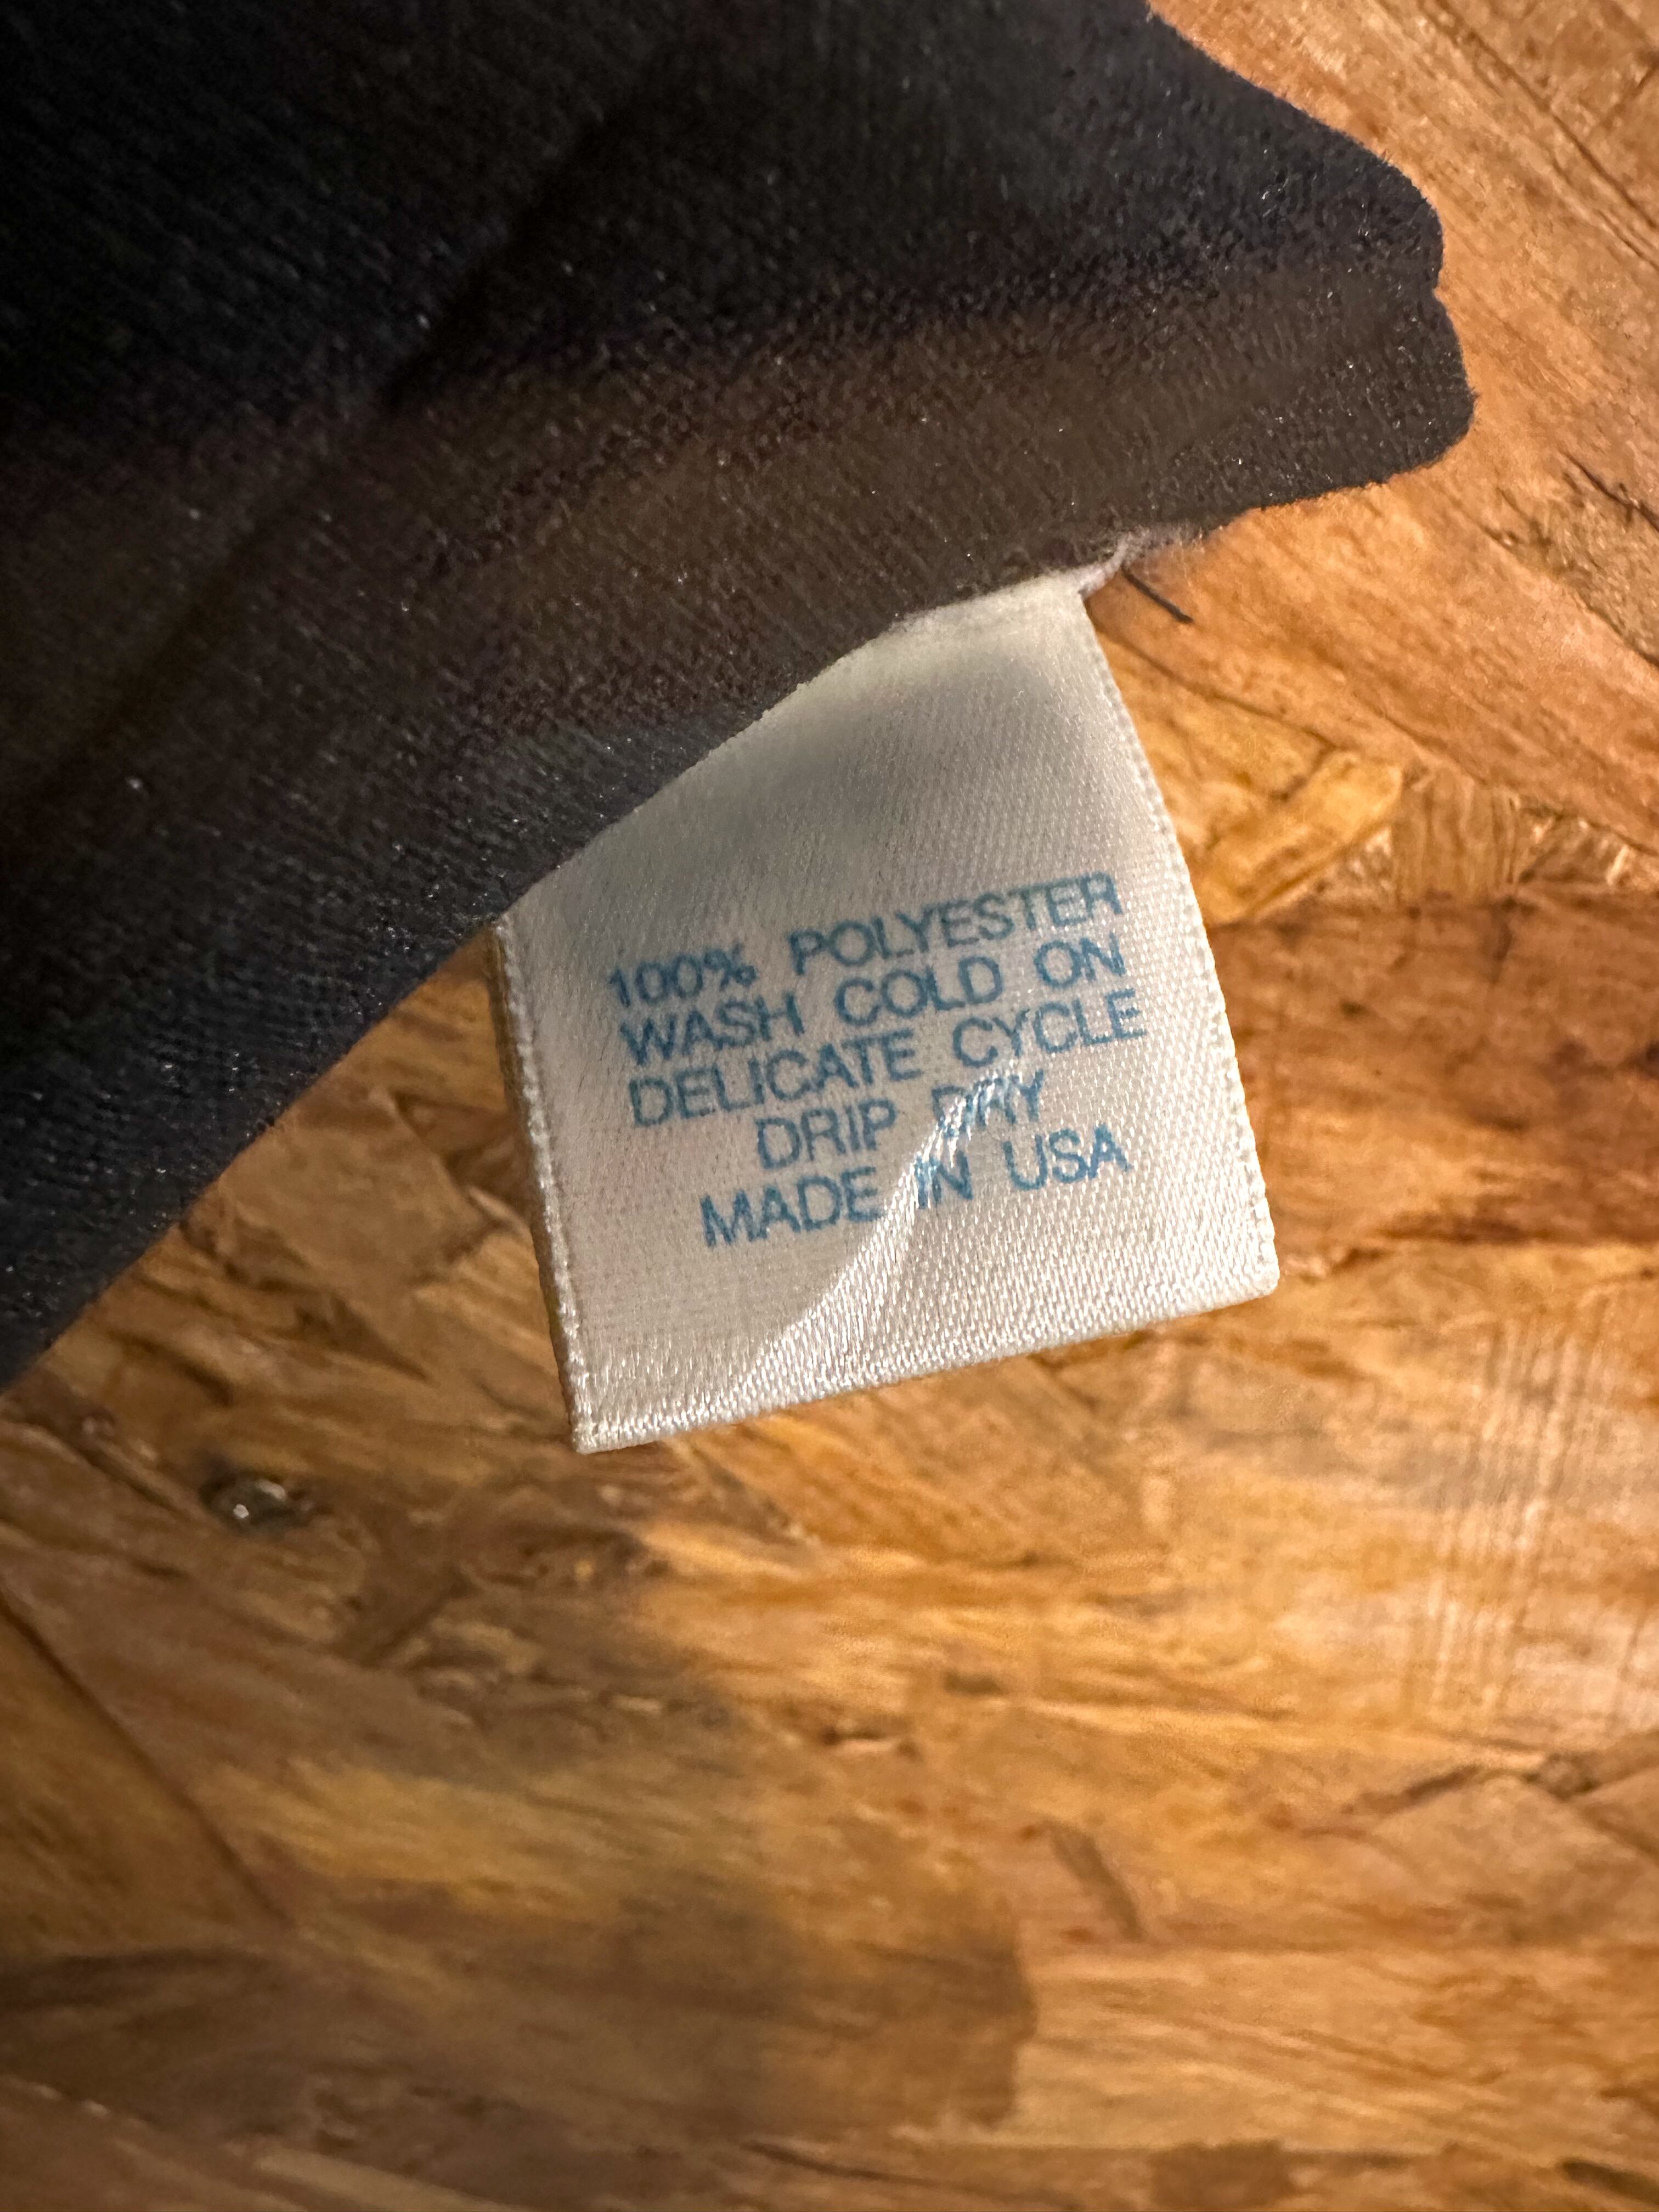 100% POLYESTER
WASH COLD ON
DELICATE CYCLE
DRIP DRY
MADE IN USA